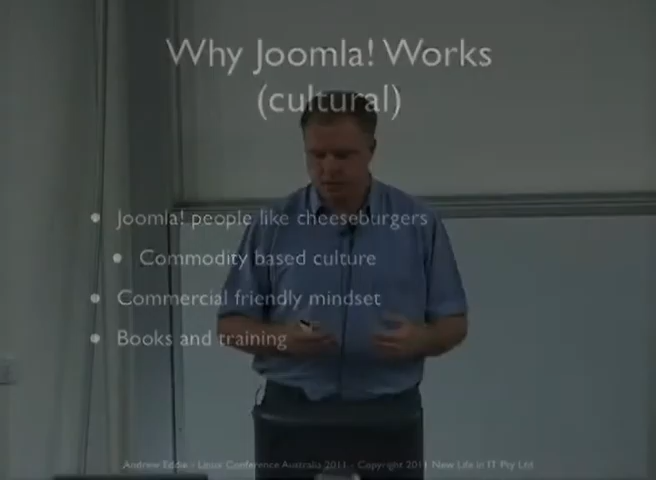 Why Joomla! Works
(cultural)
Joomla! people like cheeseburgers
Commodity based culture
Commercial friendly mindset
Books and training
Andrew Eddie - Linux Conference Australia 2011 - Copyright 2011 New Life in IT Pty Ltd